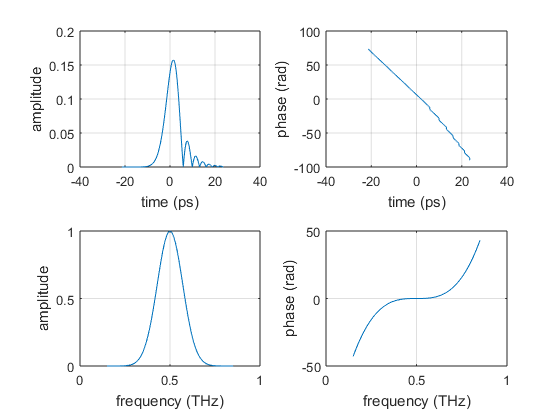 0.2
0.15
0.1
0.05
0
amplitude
-40 -20 0 20 40
time (ps)
100
50
0
-50
-100
phase (rad)
-40 -20 0 20 40
time (ps)
1
0.5
0
amplitude
0 0.5 1
frequency (THz)
50
0
-50
phase (rad)
0 0.5 1
frequency (THz)